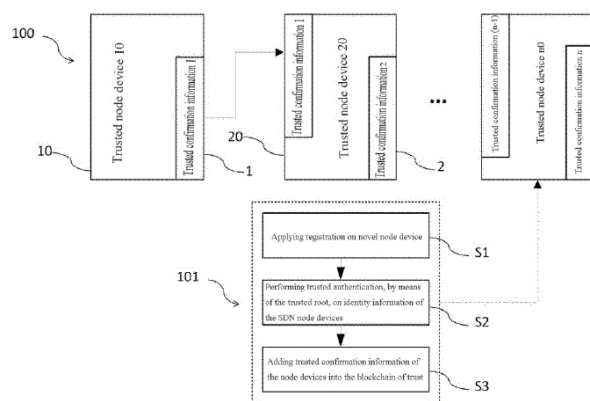 100
Trusted node device 10
Trusted confirmation information 1
10
1
Trusted confirmation information 1
Trusted node device 20
Trusted confirmation information 2
20
2
...
Trusted confirmation information (n-1)
Trusted node device n0
Trusted confirmation information n
101
Applying registration on novel node device
S1
Performing trusted authentication, by means
of the trusted root, on identity information of
the SDN node devices
S2
Adding trusted confirmation information of
the node devices into the blockchain of trust
S3